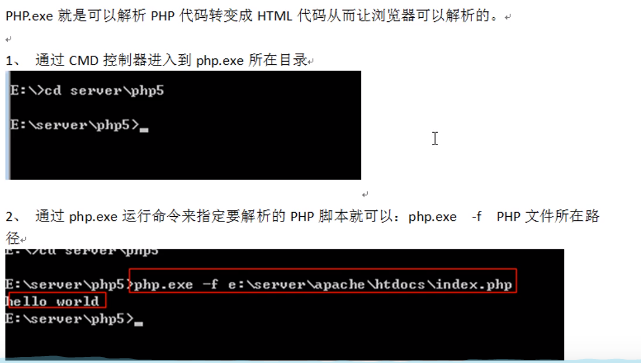 PHP.exe 就是可以解析 PHP 代码转变成 HTML 代码从而让浏览器可以解析的。
1、 通过 CMD 控制器进入到 php.exe 所在目录
E:\>cd server\php5
E:\server\php5>
2、 通过 php.exe 运行命令来指定要解析的 PHP 脚本就可以：php.exe -f PHP 文件所在路
径
E:\>cd server\php5
E:\server\php5>php.exe -f e:\server\apache\htdocs\index.php
hello world
E:\server\php5>